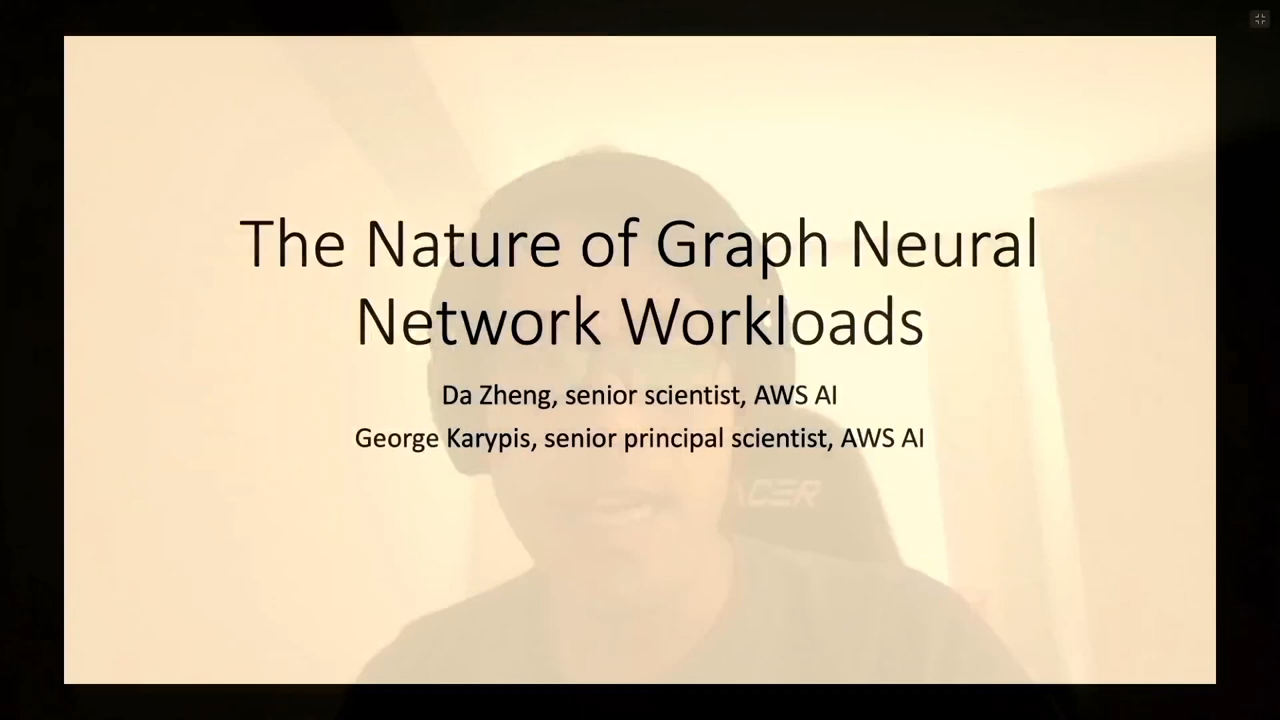 The Nature of Graph Neural
Network Workloads
Da Zheng, senior scientist, AWS AI
George Karypis, senior principal scientist, AWS AI